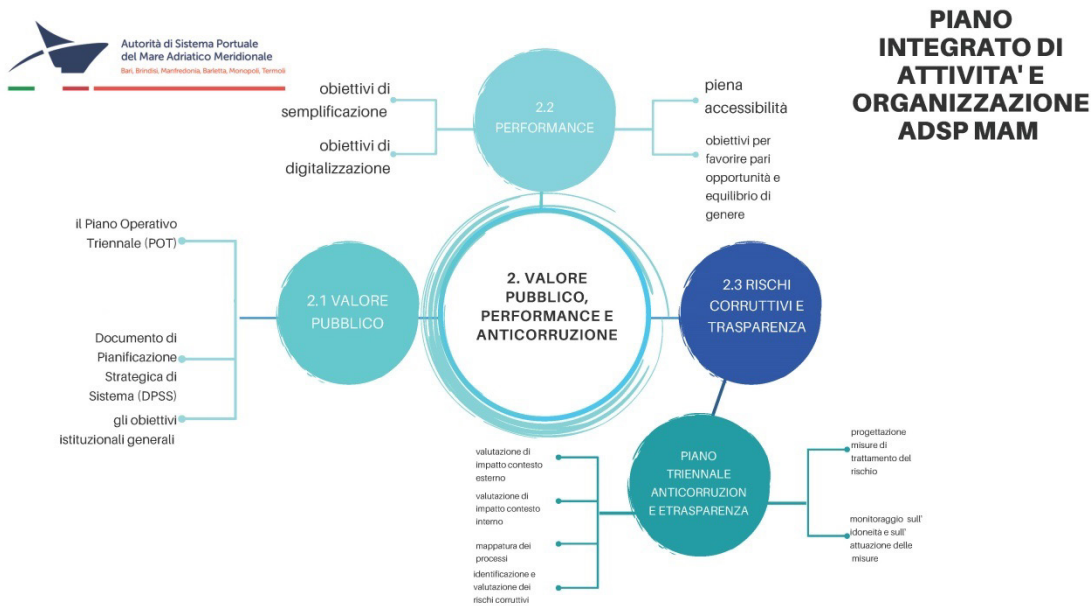 Autorità di Sistema Portuale
del Mare Adriatico Meridionale
Bari, Brindisi, Manfredonia, Barletta, Monopoli, Termoli
PIANO
INTEGRATO DI
ATTIVITA' E
ORGANIZZAZIONE
ADSP MAM
obiettivi di
semplificazione
obiettivi di
digitalizzazione
2.2
PERFORMANCE
piena
accessibilità
obiettivi per
favorire pari
opportunità e
equilibrio di
genere
il Piano Operativo
Triennale (POT)
Documento di
Pianificazione
Strategica di
Sistema (DPSS)
gli obiettivi
istituzionali generali
2.1 VALORE
PUBBLICO
2. VALORE
PUBBLICO,
PERFORMANCE E
ANTICORRUZIONE
2.3 RISCHI
CORRUTTIVI E
TRASPARENZA
valutazione di
impatto contesto
esterno
valutazione di
impatto contesto
interno
mappatura dei
processi
identificazione e
valutazione dei
rischi corruttivi
PIANO
TRIENNALE
ANTICORRUZION
E ETRASPARENZA
progettazione
misure di
trattamento del
rischio
monitoraggio sull'
idoneità e sull'
attuazione delle
misure